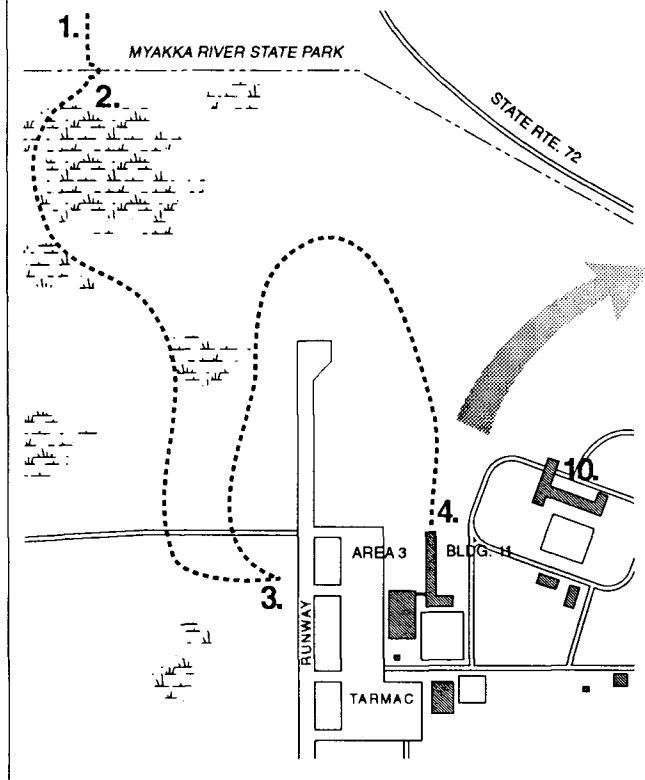 1.
MYAKKA RIVER STATE PARK
2.
STATE RTE. 72
10.
4.
AREA 3
BLDG. 11
3.
RUNWAY
TARMAC